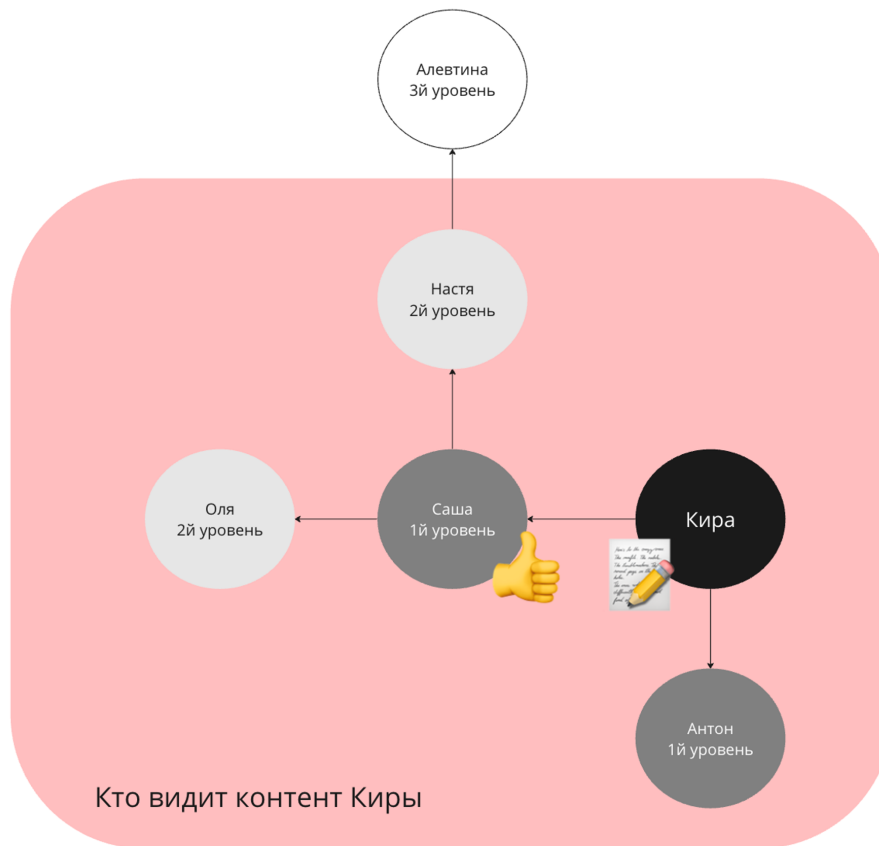 Алевтина
3й уровень
Настя
2й уровень
Оля
2й уровень
Саша
1й уровень
Кира
Антон
1й уровень
Кто видит контент Киры